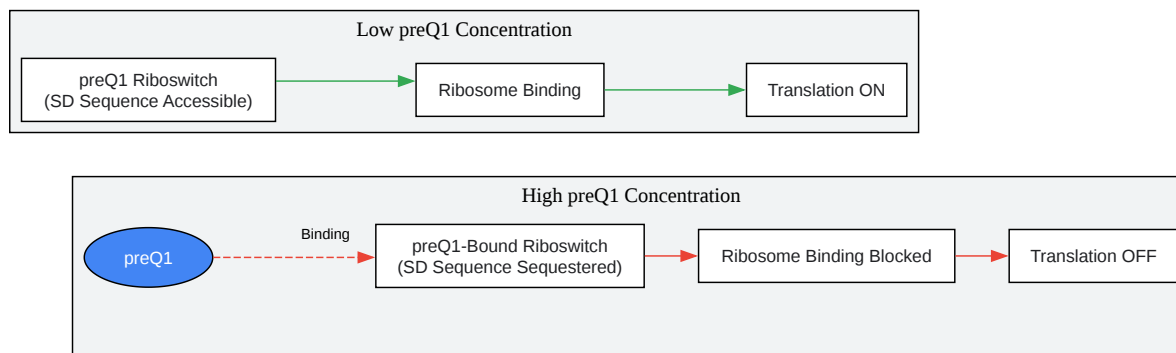 Low preQ1 Concentration
preQ1 Riboswitch
(SD Sequence Accessible)
Ribosome Binding
Translation ON
High preQ1 Concentration
preQ1
Binding
preQ1-Bound Riboswitch
(SD Sequence Sequestered)
Ribosome Binding Blocked
Translation OFF